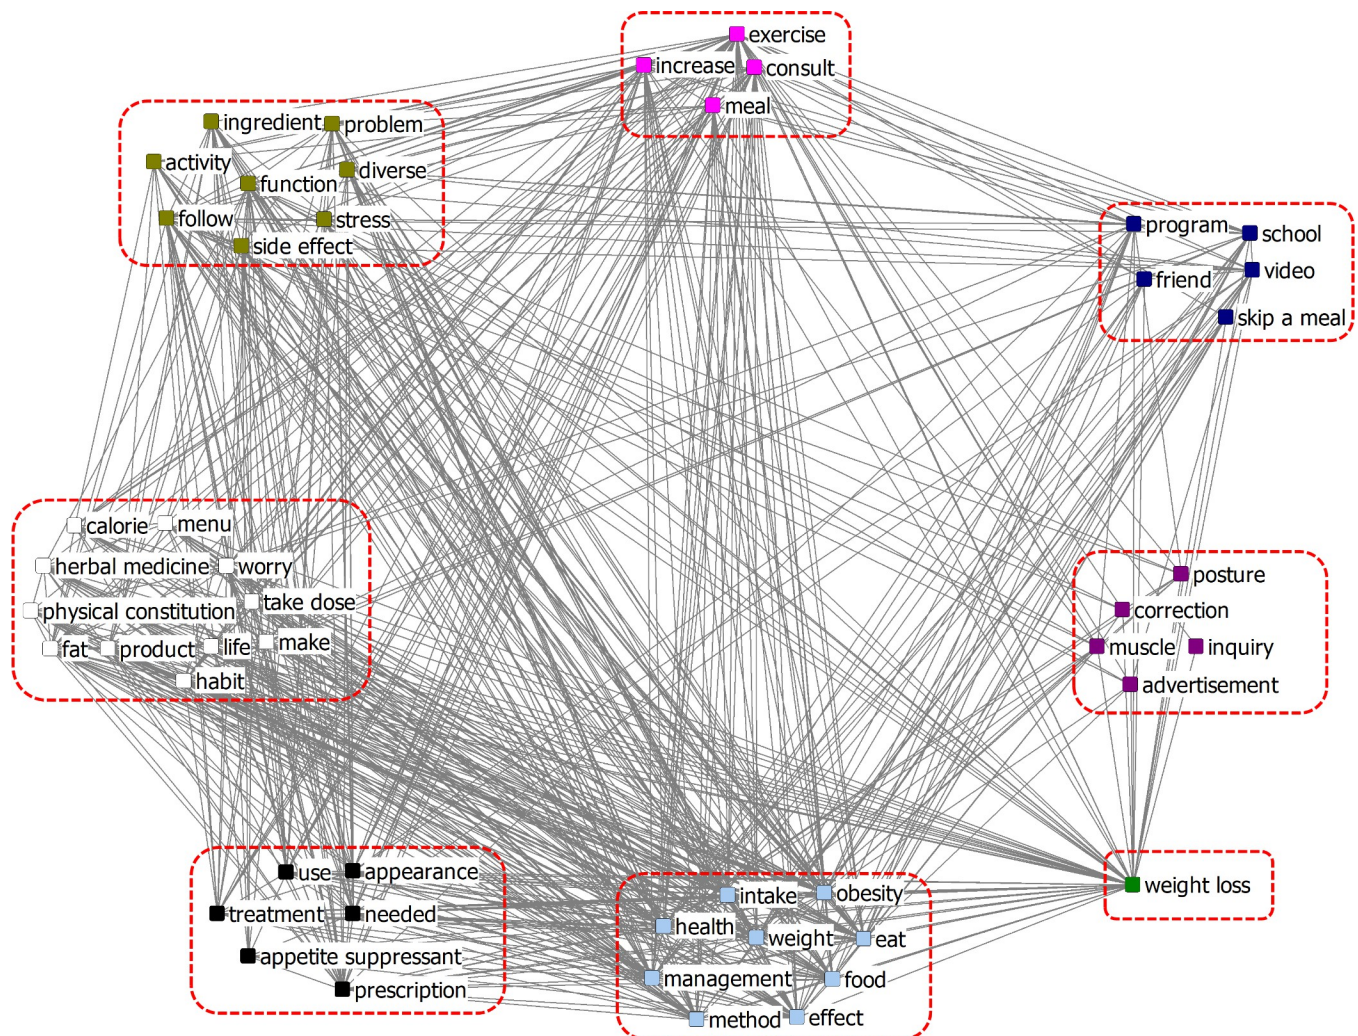 exercise
increase
consult
meal
ingredient
problem
activity
function
diverse
follow
stress
side effect
program
school
friend
video
skip a meal
calorie
menu
herbal medicine
worry
physical constitution
take dose
fat
product
life
make
habit
posture
correction
muscle
inquiry
advertisement
use
appearance
treatment
needed
appetite suppressant
prescription
intake
obesity
health
weight
eat
management
food
method
effect
weight loss